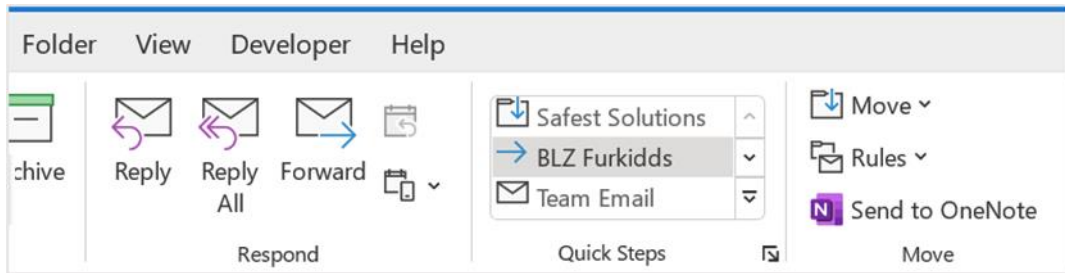 Folder View Developer Help
chive
Reply
Reply All
Forward
Respond
Safest Solutions
BLZ Furkidds
Team Email
Quick Steps
Move
Rules
N Send to OneNote
Move